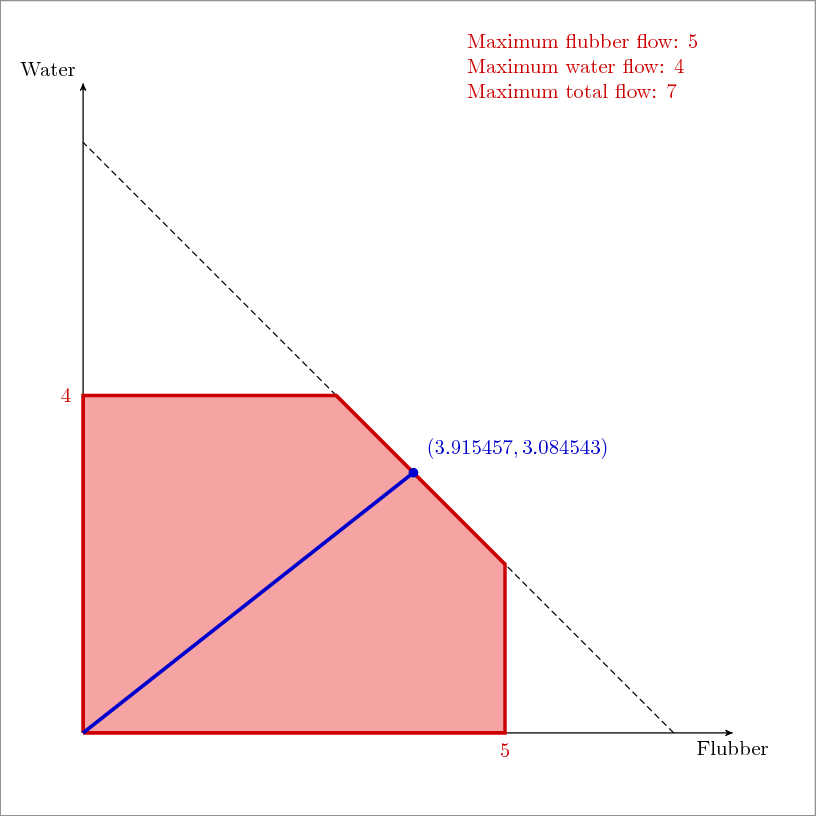 Maximum flubber flow: 5
Maximum water flow: 4
Maximum total flow: 7
Water
4
(3.915457, 3.084543)
5
Flubber